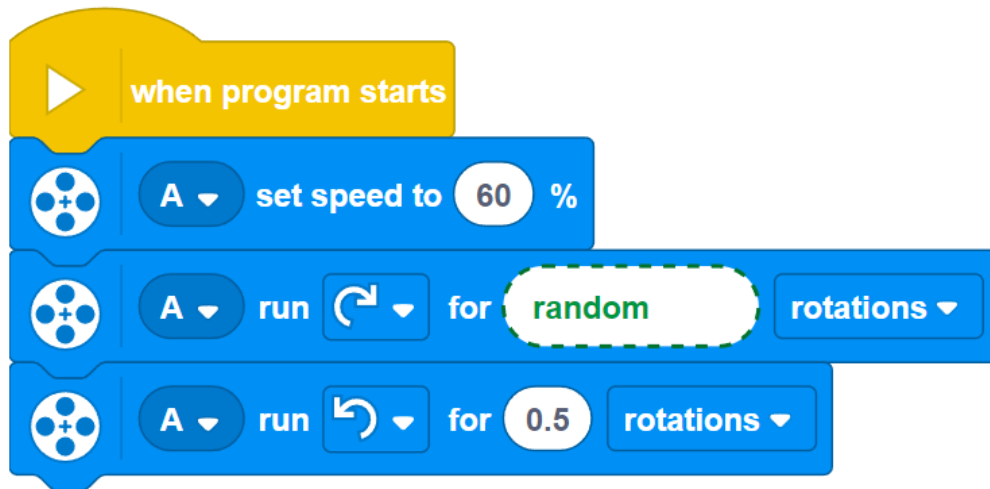 when program starts
A set speed to 60 %
A run for random rotations
A run for 0.5 rotations